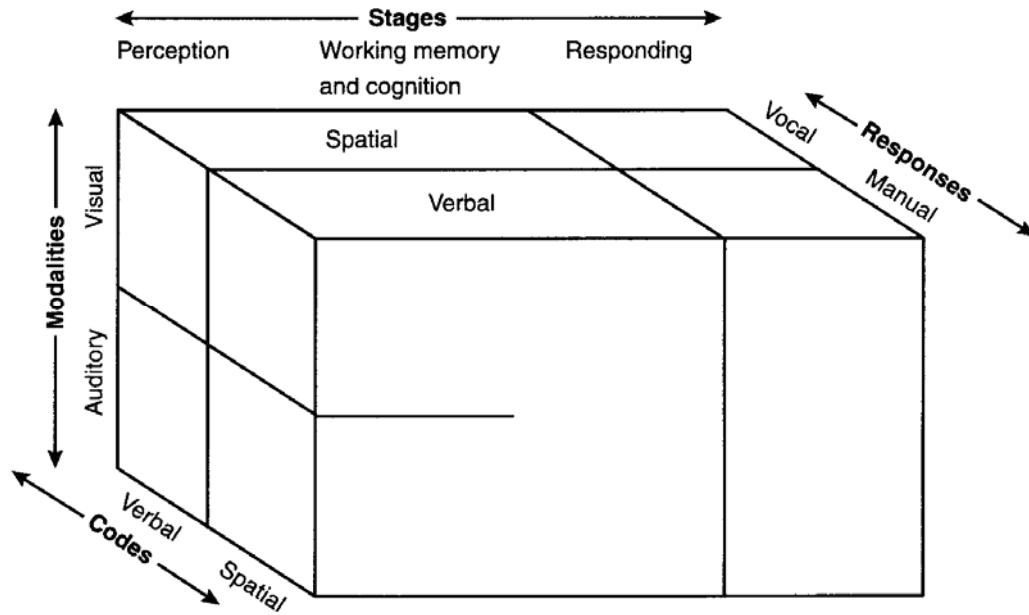 Stages
Perception
Working memory
and cognition
Responding
Vocal
Manual
Responses
Spatial
Verbal
Modalities
Visual
Auditory
Codes
Verbal
Spatial